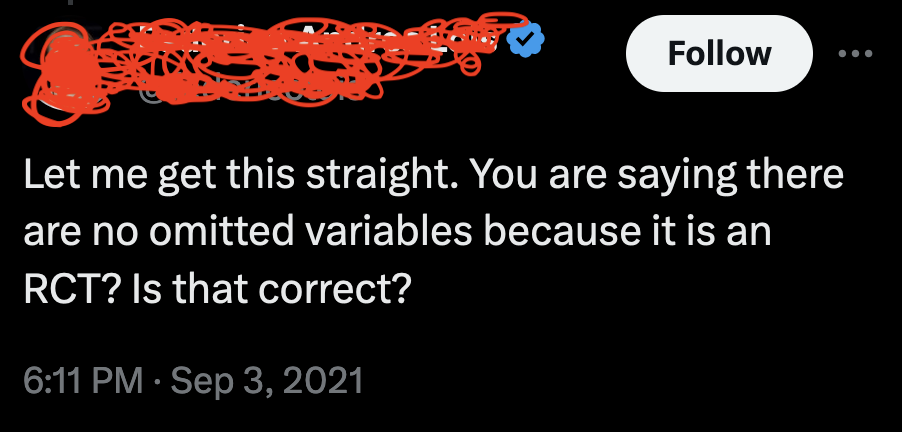 Follow
Let me get this straight. You are saying there
are no omitted variables because it is an
RCT? Is that correct?
6:11 PM · Sep 3, 2021